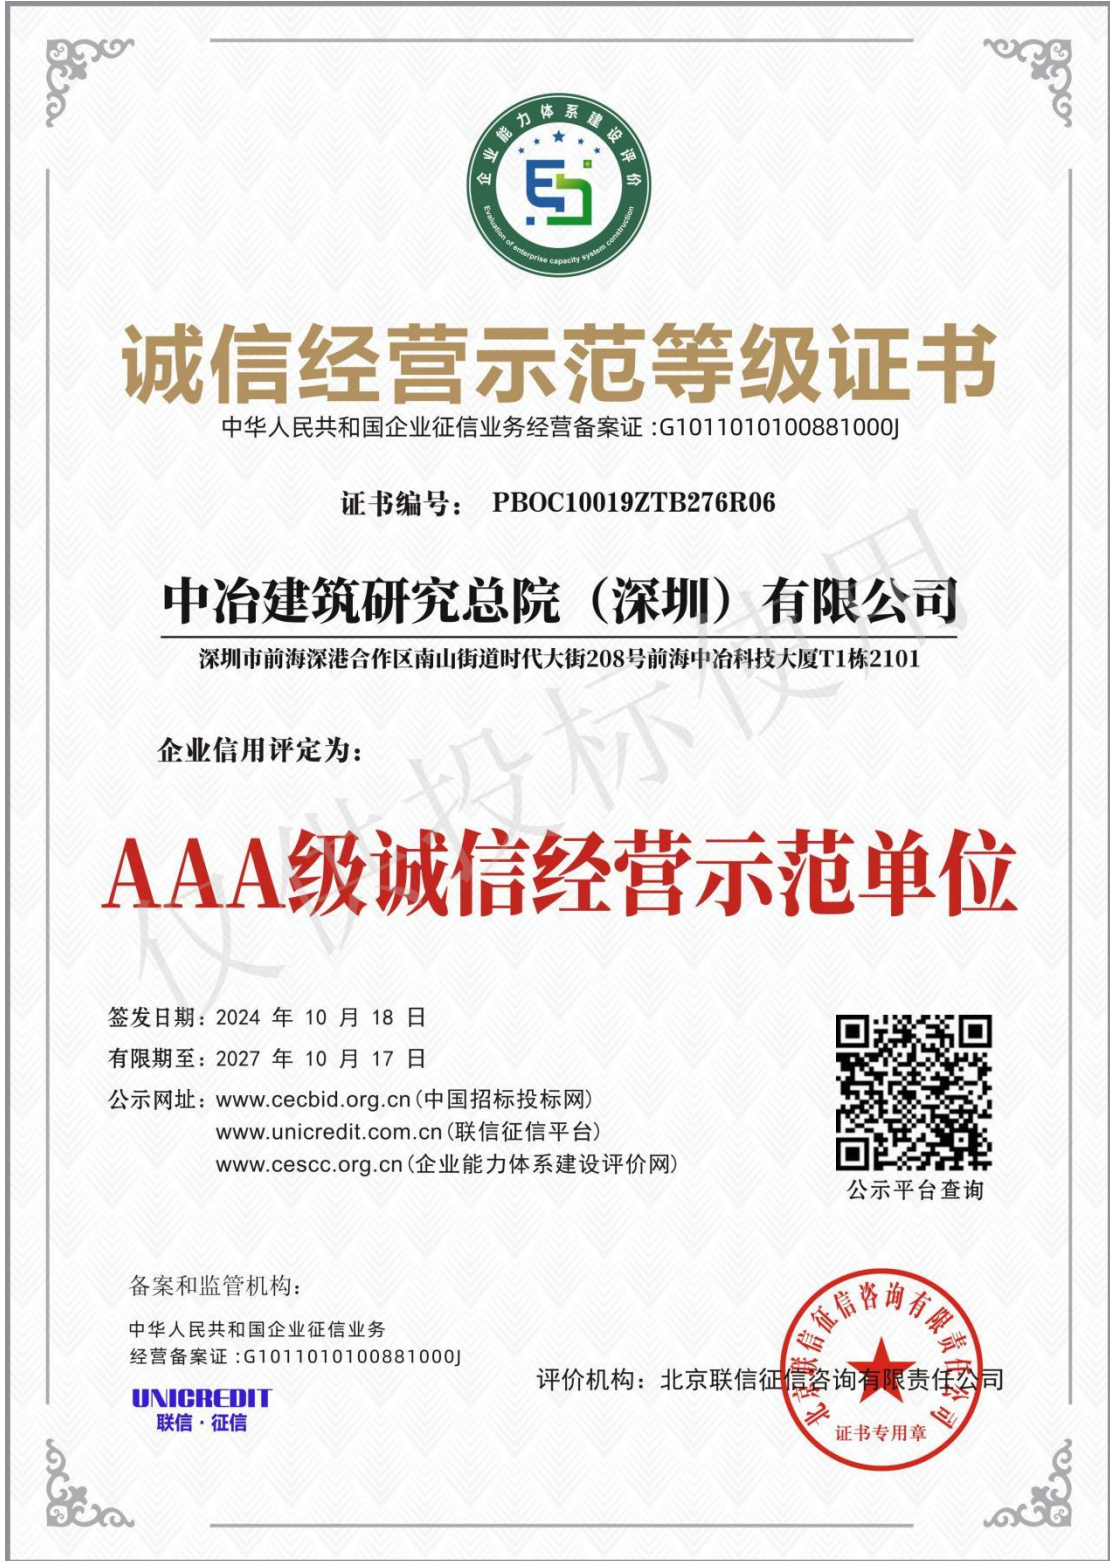 企业能力体系建设评价
Evaluation of enterprise capacity system construction
诚信经营示范等级证书
中华人民共和国企业征信业务经营备案证 :G1011010100881000J
证书编号： PBOC10019ZTB276R06
中冶建筑研究总院（深圳）有限公司
深圳市前海深港合作区南山街道时代大街208号前海中冶科技大厦T1栋2101
企业信用评定为：
AAA级诚信经营示范单位
仅供投标使用
签发日期：2024 年 10 月 18 日
有限期至：2027 年 10 月 17 日
公示网址：www.cecbid.org.cn(中国招标投标网)
www.unicredit.com.cn(联信征信平台)
www.cescc.org.cn(企业能力体系建设评价网)
公示平台查询
备案和监管机构：
中华人民共和国企业征信业务
经营备案证 :G1011010100881000J
UNICREDIT
联信·征信
评价机构：北京联信征信咨询有限责任公司
北京联信征信咨询有限责任公司
证书专用章